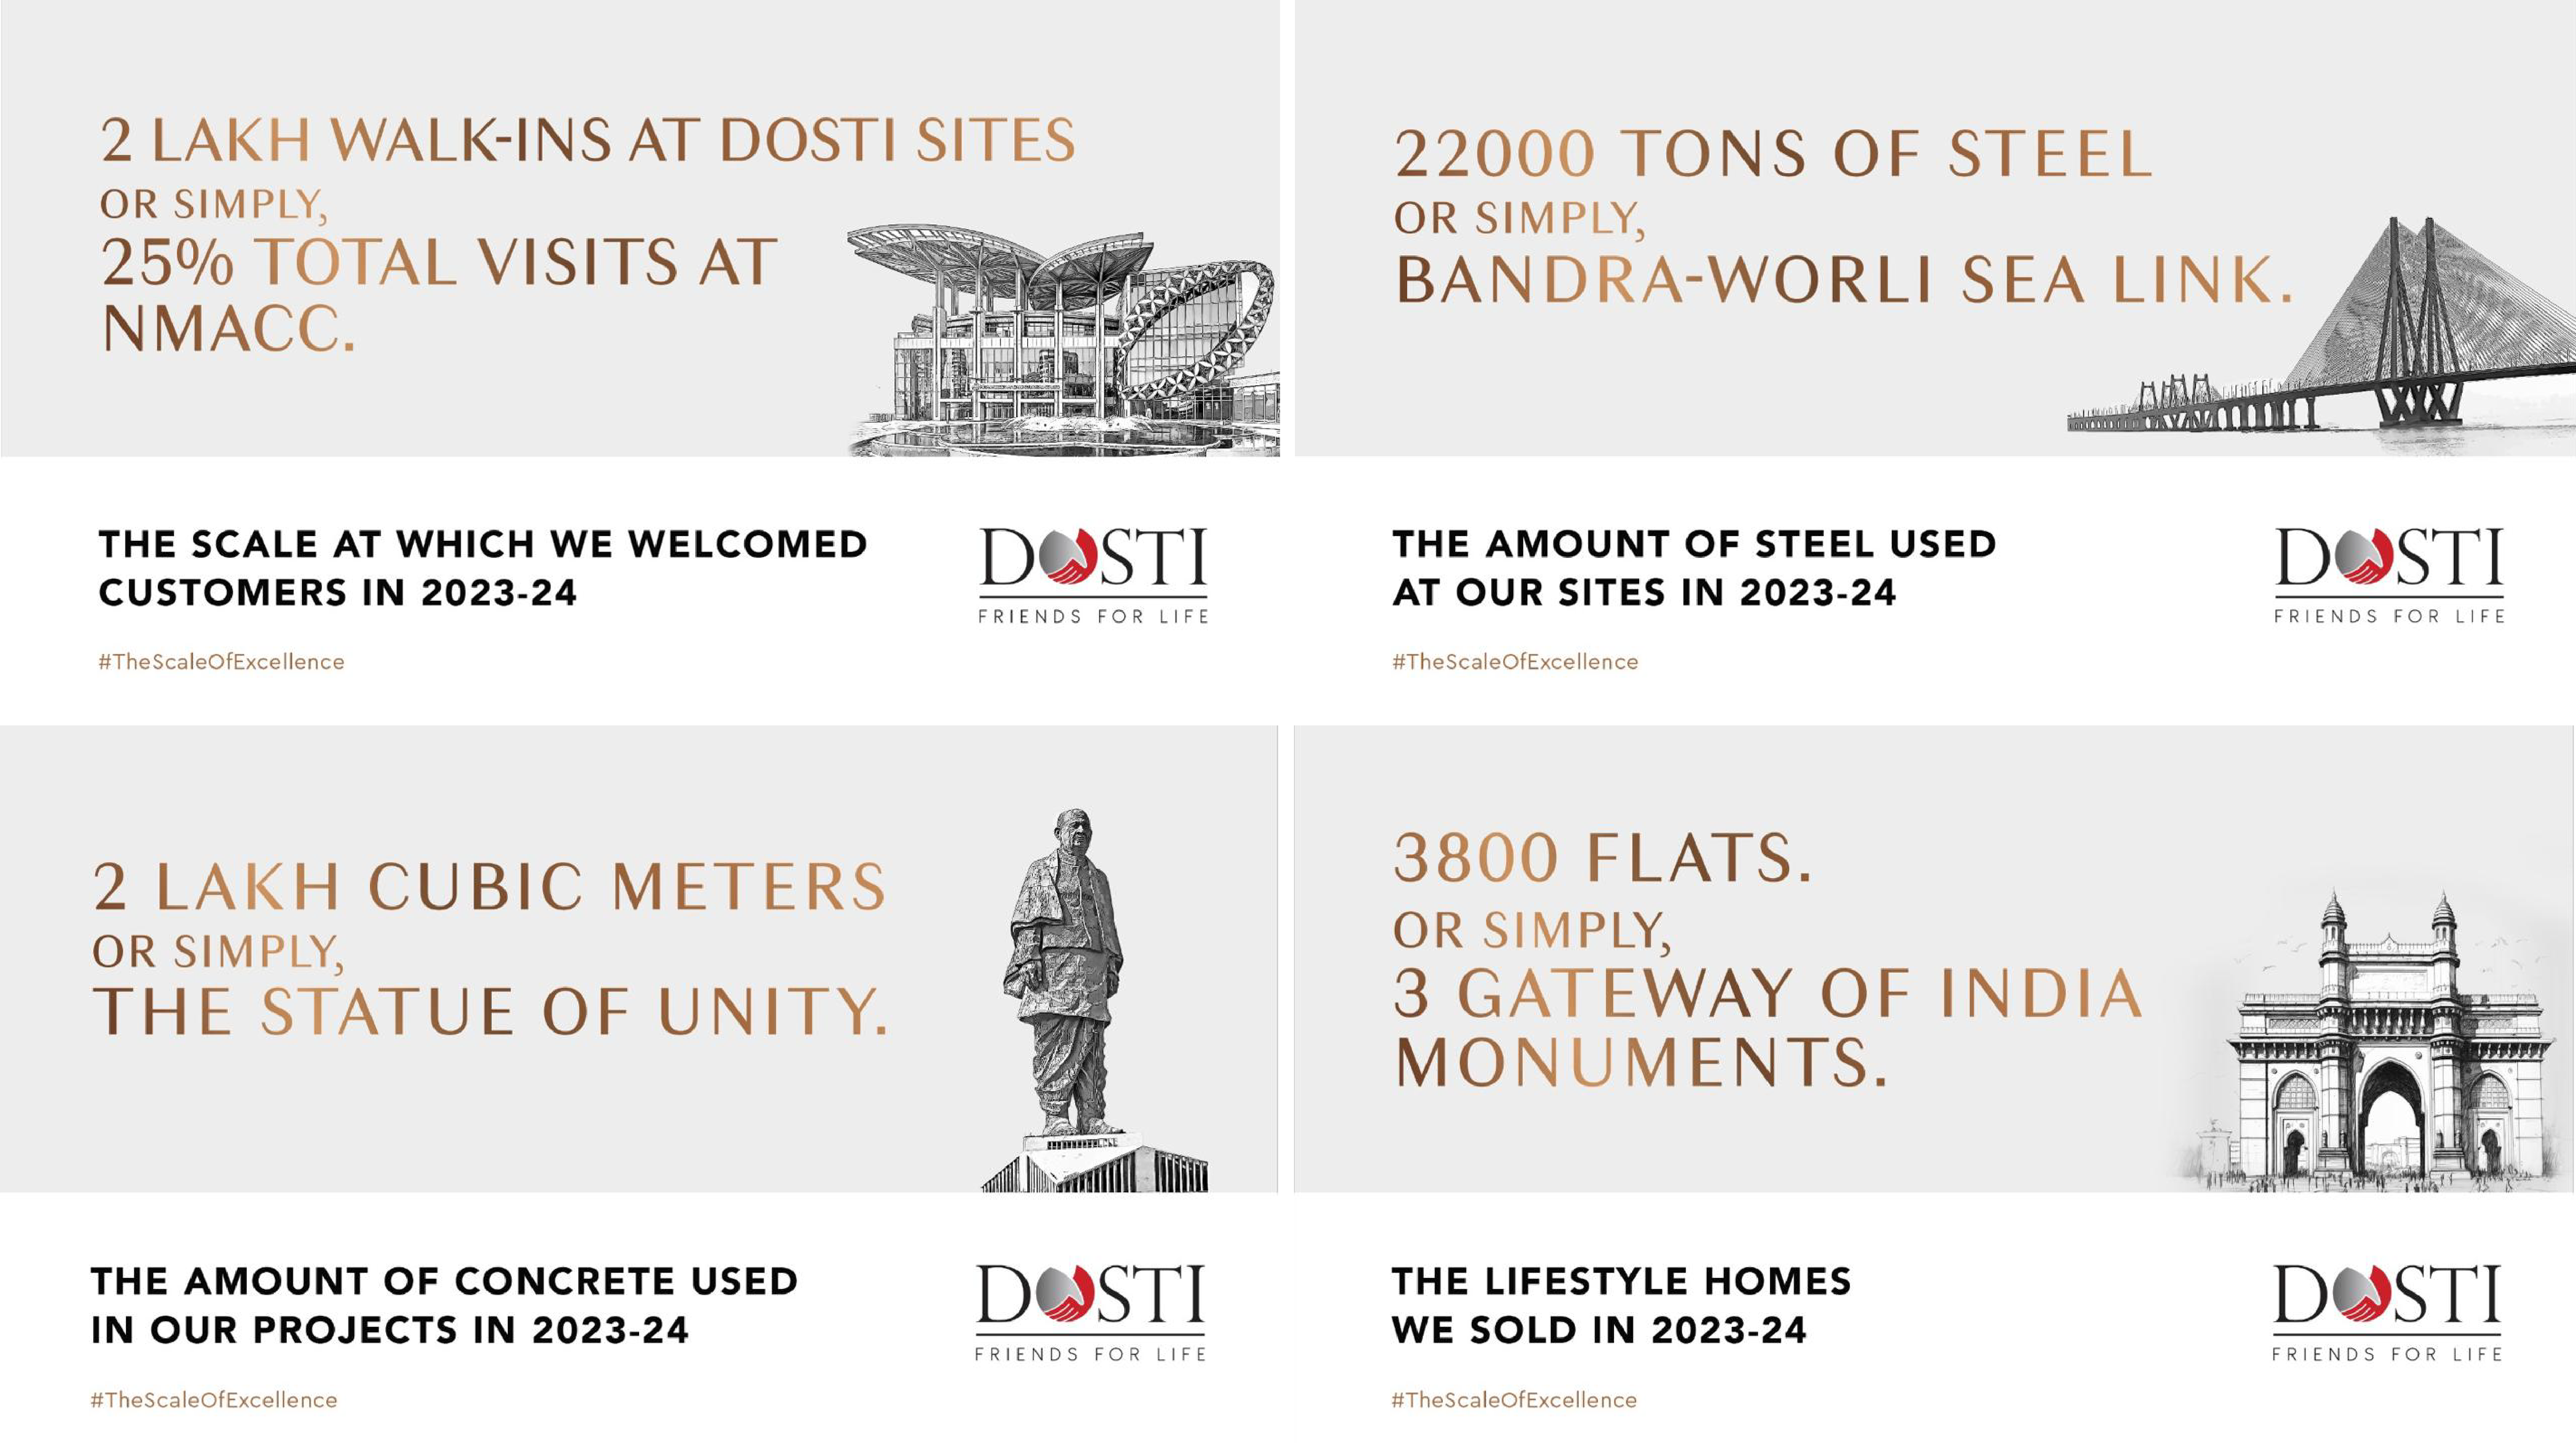 2 LAKH WALK-INS AT DOSTI SITES
OR SIMPLY,
25% TOTAL VISITS AT
NMACC.
THE SCALE AT WHICH WE WELCOMED
CUSTOMERS IN 2023-24
#TheScaleOfExcellence
DOSTI
FRIENDS FOR LIFE
22000 TONS OF STEEL
OR SIMPLY,
BANDRA-WORLI SEA LINK.
THE AMOUNT OF STEEL USED
AT OUR SITES IN 2023-24
#TheScaleOfExcellence
DOSTI
FRIENDS FOR LIFE
2 LAKH CUBIC METERS
OR SIMPLY,
THE STATUE OF UNITY.
THE AMOUNT OF CONCRETE USED
IN OUR PROJECTS IN 2023-24
#TheScaleOfExcellence
DOSTI
FRIENDS FOR LIFE
3800 FLATS.
OR SIMPLY,
3 GATEWAY OF INDIA
MONUMENTS.
THE LIFESTYLE HOMES
WE SOLD IN 2023-24
#TheScaleOfExcellence
DOSTI
FRIENDS FOR LIFE